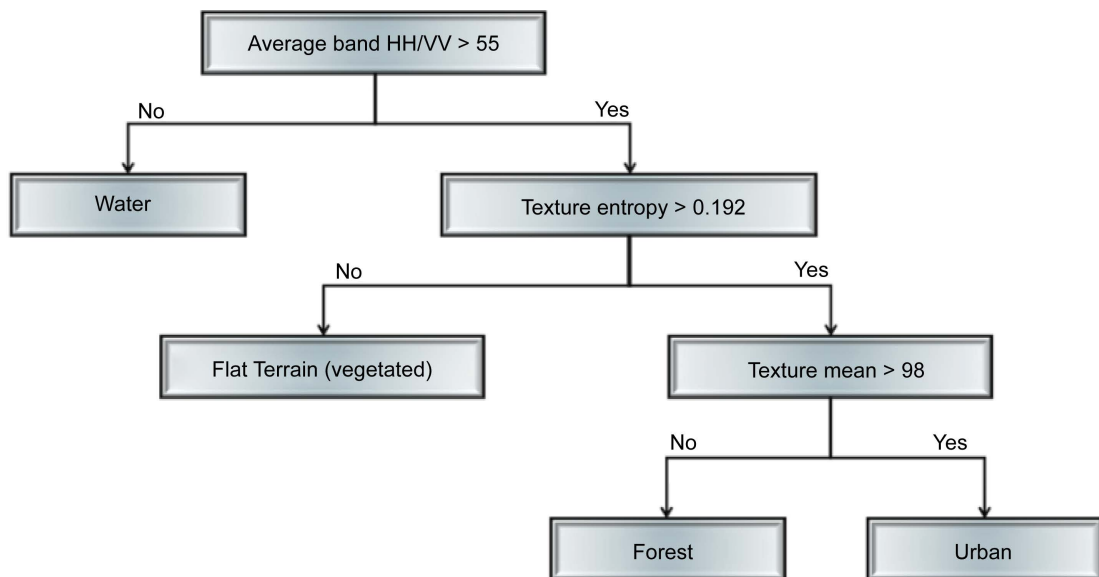 Average band HH/VV > 55
No
Yes
Water
Texture entropy > 0.192
No
Yes
Flat Terrain (vegetated)
Texture mean > 98
No
Yes
Forest
Urban